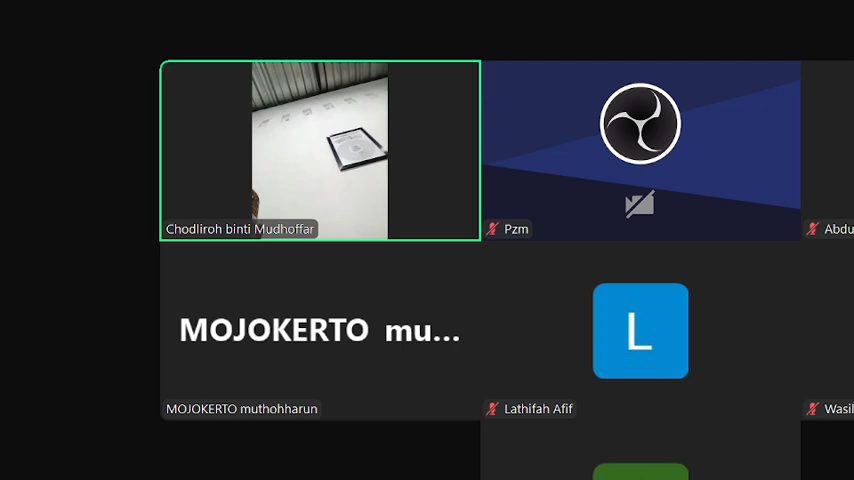 Chodliroh binti Mudhoffar
Pzm
Abdu
MOJOKERTO mu...
L
MOJOKERTO muthohharun
Lathifah Afif
Wasil